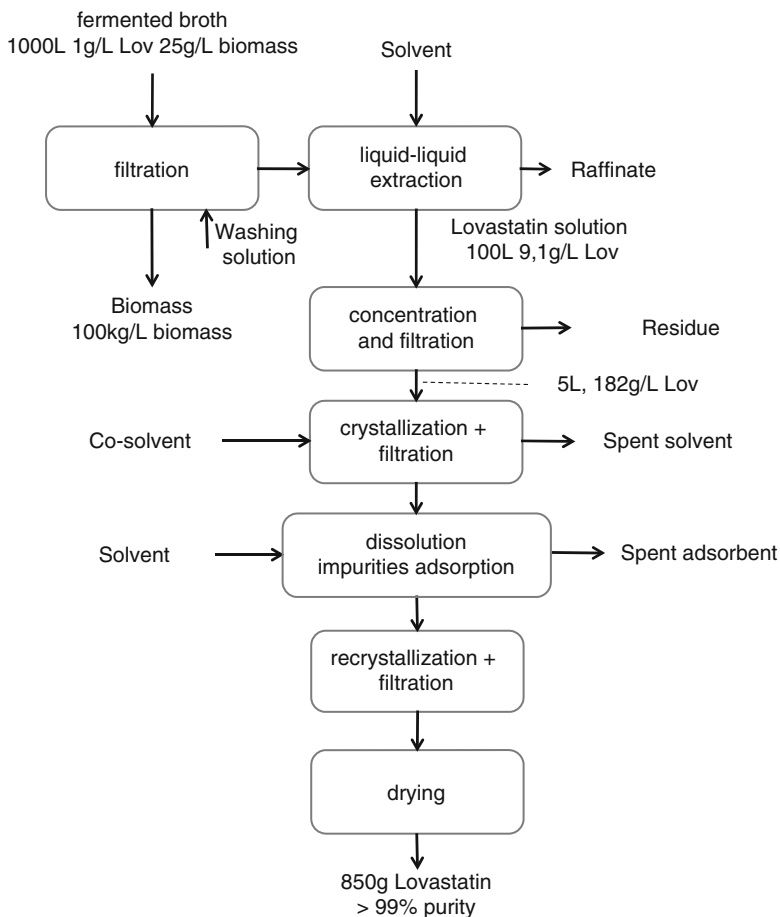 fermented broth
1000L 1g/L Lov 25g/L biomass
Solvent
filtration
liquid-liquid
extraction
Raffinate
Washing
solution
Lovastatin solution
100L 9,1g/L Lov
Biomass
100kg/L biomass
concentration
and filtration
Residue
5L, 182g/L Lov
Co-solvent
crystallization +
filtration
Spent solvent
Solvent
dissolution
impurities adsorption
Spent adsorbent
recrystallization +
filtration
drying
850g Lovastatin
> 99% purity